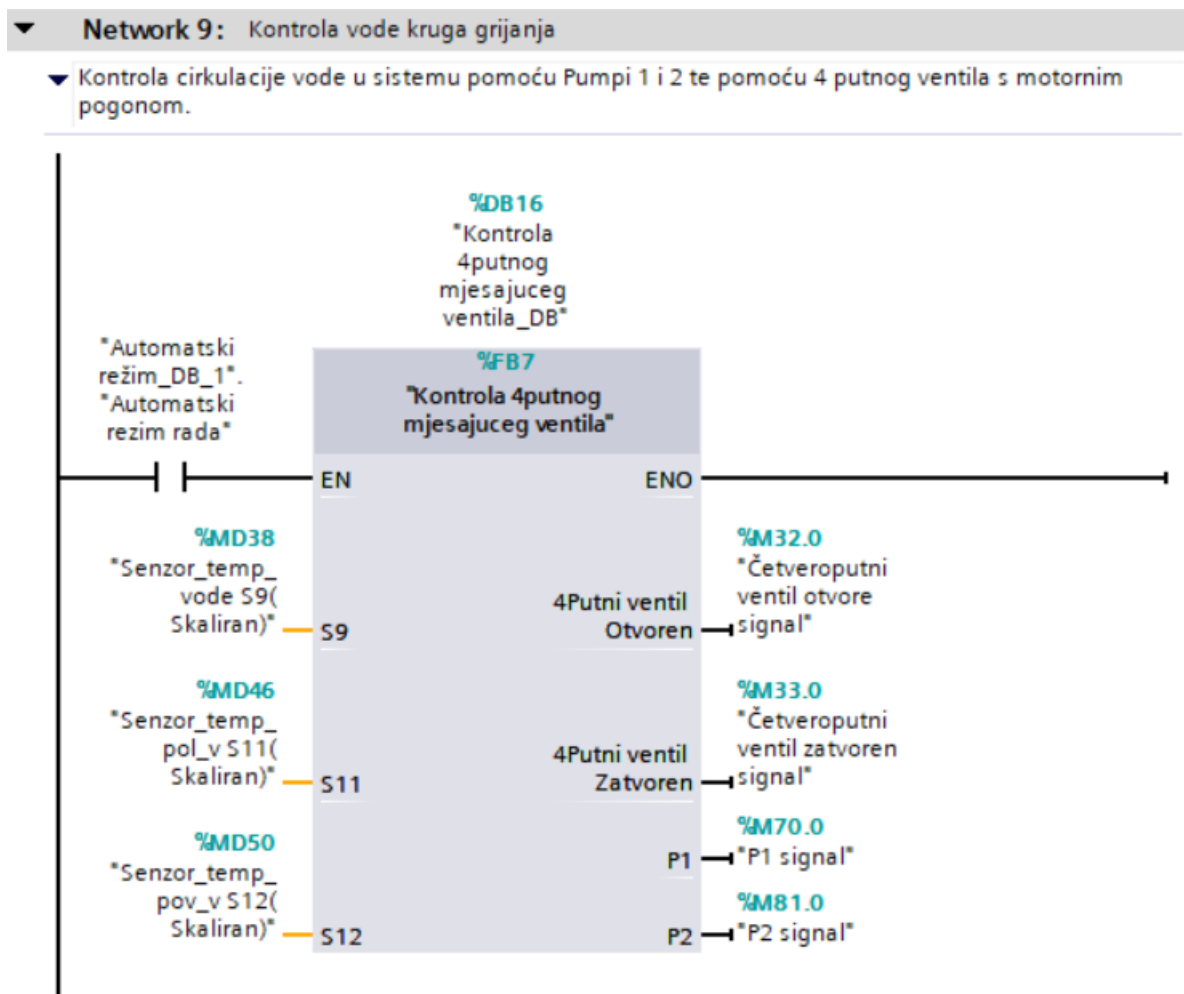 Network 9: Kontrola vode kruga grijanja
Kontrola cirkulacije vode u sistemu pomoću Pumpi 1 i 2 te pomoću 4 putnog ventila s motornim
pogonom.
%DB16
"Kontrola
4putnog
mjesajuceg
ventila_DB"
"Automatski
režim_DB_1".
"Automatski
rezim rada"
%FB7
"Kontrola 4putnog
mjesajuceg ventila"
EN
ENO
%MD38
"Senzor_temp_
vode S9(
Skaliran)"
S9
4Putni ventil
Otvoren
%M32.0
"Četveroputni
ventil otvore
signal"
%MD46
"Senzor_temp_
pol_v S11(
Skaliran)"
S11
4Putni ventil
Zatvoren
%M33.0
"Četveroputni
ventil zatvoren
signal"
P1
%M70.0
"P1 signal"
%MD50
"Senzor_temp_
pov_v S12(
Skaliran)"
S12
P2
%M81.0
"P2 signal"